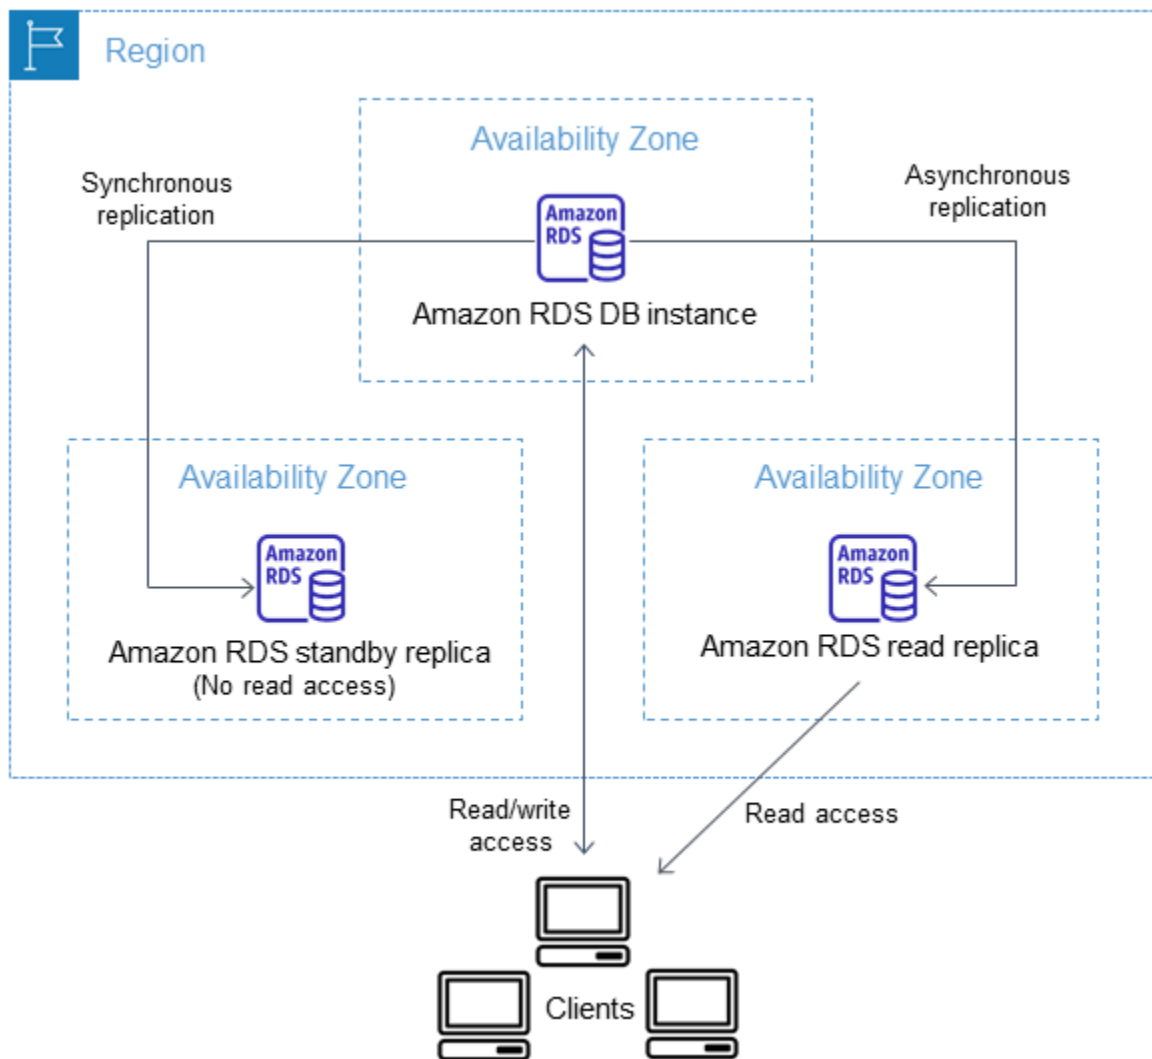 Region
Availability Zone
Synchronous
replication
Asynchronous
replication
Amazon
RDS
Amazon RDS DB instance
Availability Zone
Availability Zone
Amazon
RDS
Amazon
RDS
Amazon RDS standby replica
(No read access)
Amazon RDS read replica
Read/write
access
Read access
Clients